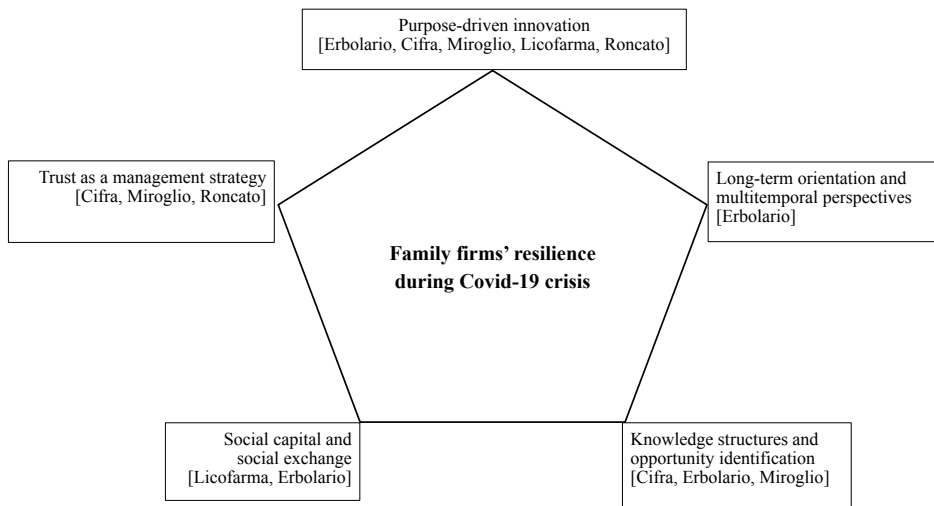 Purpose-driven innovation
[Erbolario, Cifra, Miroglio, Licofarma, Roncato]
Trust as a management strategy
[Cifra, Miroglio, Roncato]
Long-term orientation and
multitemporal perspectives
[Erbolario]
Family firms’ resilience
during Covid-19 crisis
Social capital and
social exchange
[Licofarma, Erbolario]
Knowledge structures and
opportunity identification
[Cifra, Erbolario, Miroglio]